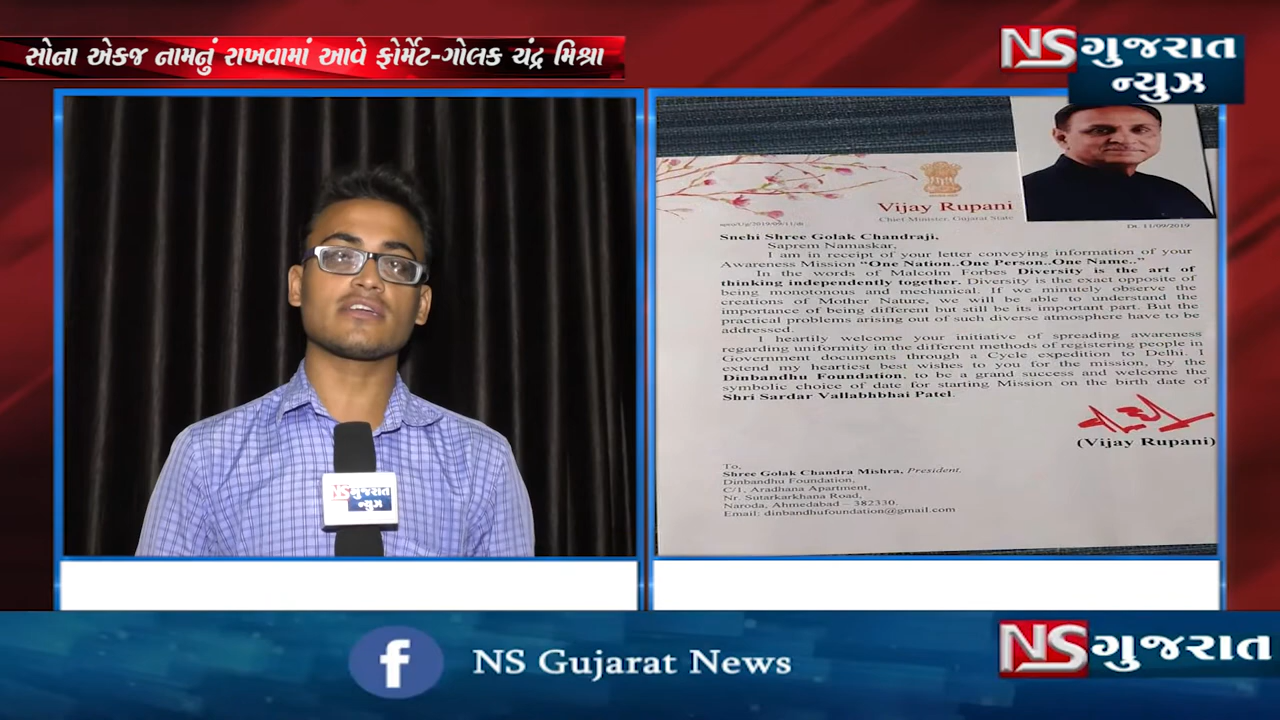 સોના એકજ નામનું રાખવામાં આવે ફોર્મેટ-ગોલક ચંદ્ર મિશ્રા
NS ગુજરાત
ન્યુઝ
Vijay Rupani
Chief Minister, Gujarat State
Dt. 11/09/2019
Snehi Shree Golak Chandraji,
Saprem Namaskar,
I am in receipt of your letter conveying information of your
Awareness Mission "One Nation..One Person..One Name.."
In the words of Malcolm Forbes Diversity is the art of
thinking independently together. Diversity is the exact opposite of
being monotonous and mechanical. If we minutely observe the
creations of Mother Nature, we will be able to understand the
importance of being different but still be its important part. But the
practical problems arising out of such diverse atmosphere have to be
addressed.
I heartily welcome your initiative of spreading awareness
regarding uniformity in the different methods of registering people in
Government documents through a Cycle expedition to Delhi. I
extend my heartiest best wishes to you for the mission, by the
Dinbandhu Foundation, to be a grand success and welcome the
symbolic choice of date for starting Mission on the birth date of
Shri Sardar Vallabhbhai Patel.
(Vijay Rupani)
To,
Shree Golak Chandra Mishra, President,
Dinbandhu Foundation,
C/1, Aradhana Apartment,
Nr. Sutarkarkhana Road,
Naroda, Ahmedabad – 382330.
Email: dinbandhufoundation@gmail.com
NS ગુજરાત
ન્યુઝ
f NS Gujarat News
NS ગુજરાત